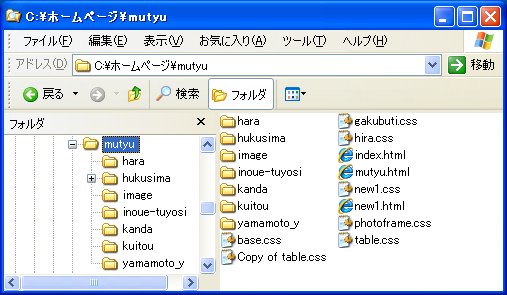 C:¥ホームページ¥mutyu
ファイル(F) 編集(E) 表示(V) お気に入り(A) ツール(T) ヘルプ(H)
アドレス(D) C:¥ホームページ¥mutyu 移動
戻る 検索 フォルダ
フォルダ
mutyu
hara
hukusima
image
inoue-tuyosi
kanda
kuitou
yamamoto_y
hara
hukusima
image
inoue-tuyosi
kanda
kuitou
yamamoto_y
base.css
Copy of table.css
gakubuti.css
hira.css
index.html
mutyu.html
new1.css
new1.html
photoframe.css
table.css